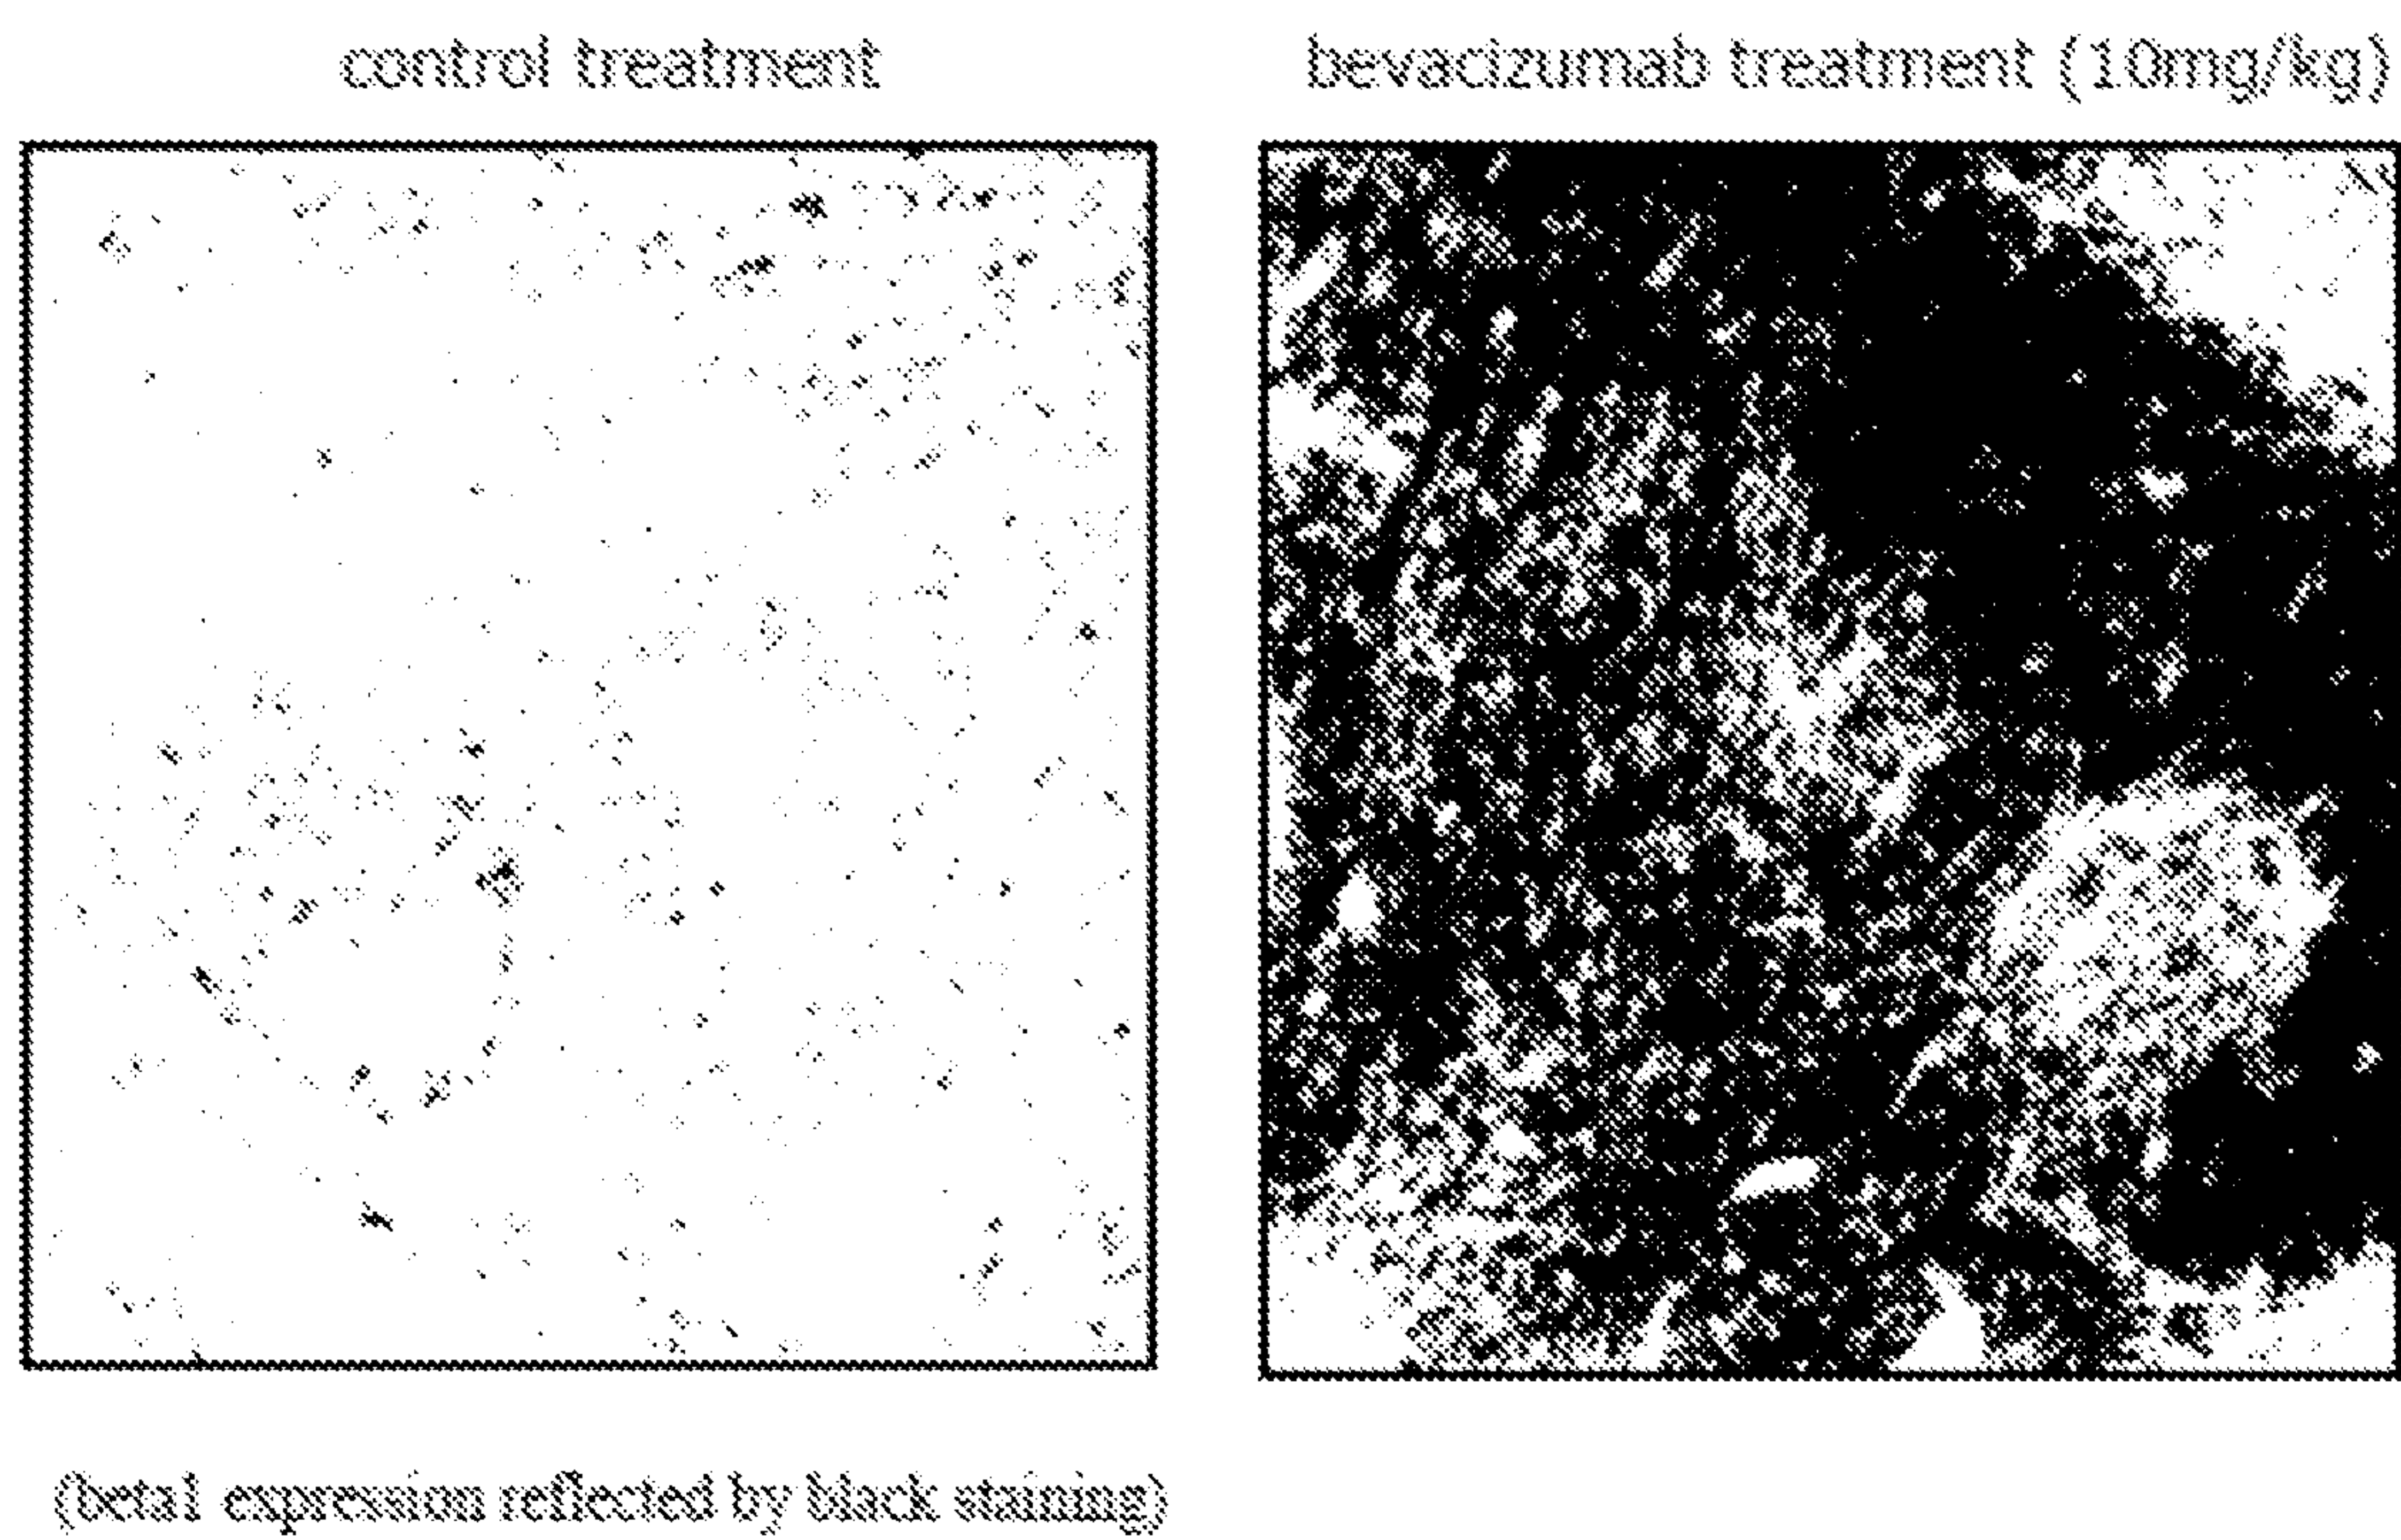 control treatment
bevacizumab treatment (10mg/kg)
(beta1 expression reflected by black staining)